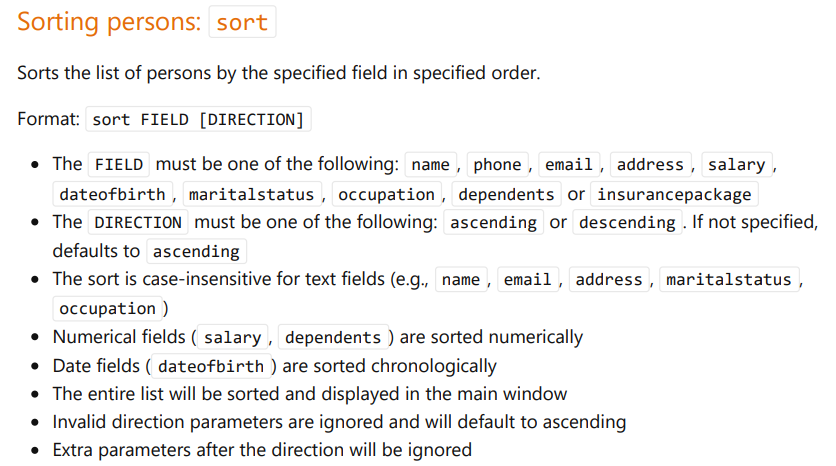 Sorting persons: sort
Sorts the list of persons by the specified field in specified order.
Format: sort FIELD [DIRECTION]
• The FIELD must be one of the following: name, phone, email, address, salary,
dateofbirth, maritalstatus, occupation, dependents or insurancepackage
• The DIRECTION must be one of the following: ascending or descending. If not specified,
defaults to ascending
• The sort is case-insensitive for text fields (e.g., name, email, address, maritalstatus,
occupation)
• Numerical fields (salary, dependents) are sorted numerically
• Date fields (dateofbirth) are sorted chronologically
• The entire list will be sorted and displayed in the main window
• Invalid direction parameters are ignored and will default to ascending
• Extra parameters after the direction will be ignored